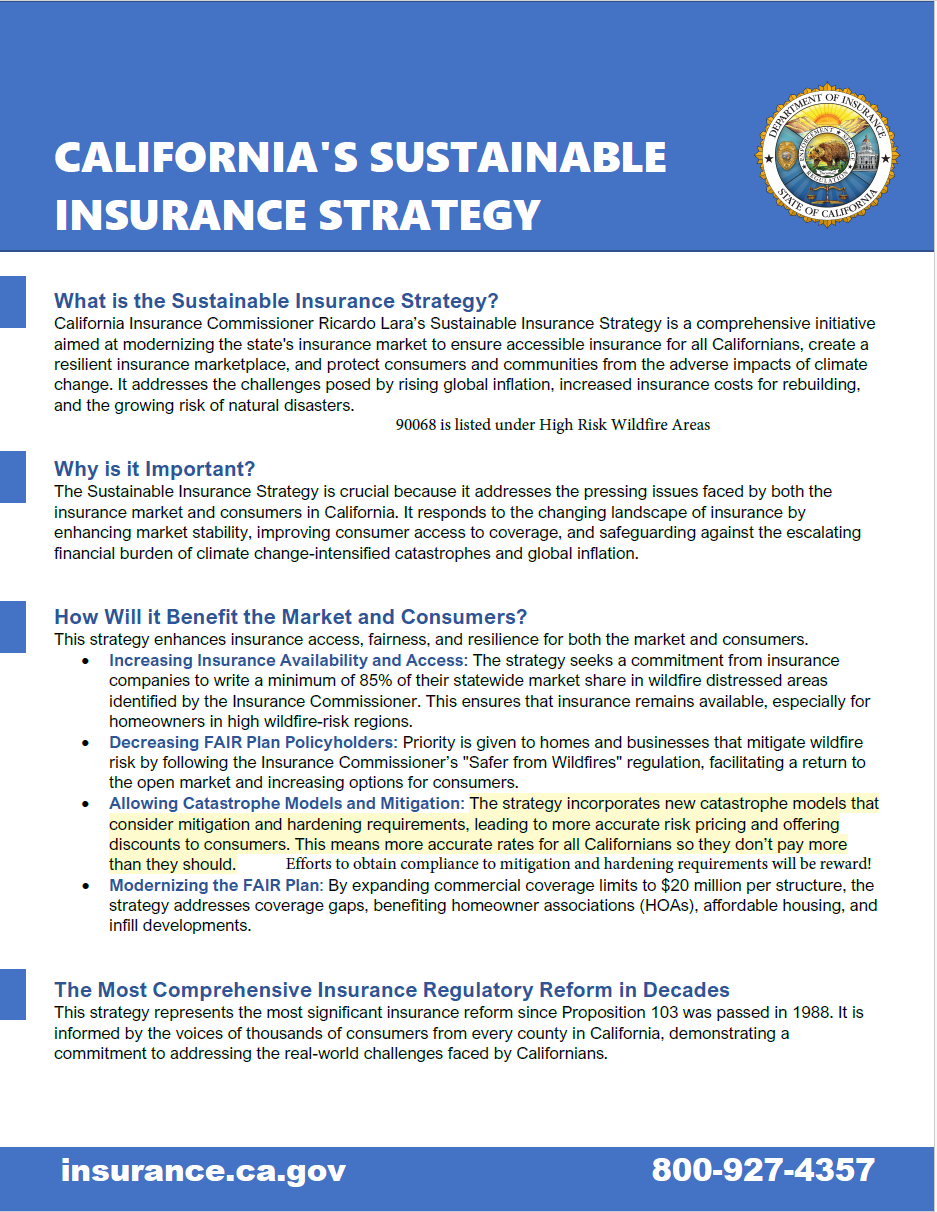 CALIFORNIA'S SUSTAINABLE
INSURANCE STRATEGY
DEPARTMENT OF INSURANCE
STATE OF CALIFORNIA
What is the Sustainable Insurance Strategy?
California Insurance Commissioner Ricardo Lara’s Sustainable Insurance Strategy is a comprehensive initiative
aimed at modernizing the state's insurance market to ensure accessible insurance for all Californians, create a
resilient insurance marketplace, and protect consumers and communities from the adverse impacts of climate
change. It addresses the challenges posed by rising global inflation, increased insurance costs for rebuilding,
and the growing risk of natural disasters.
90068 is listed under High Risk Wildfire Areas
Why is it Important?
The Sustainable Insurance Strategy is crucial because it addresses the pressing issues faced by both the
insurance market and consumers in California. It responds to the changing landscape of insurance by
enhancing market stability, improving consumer access to coverage, and safeguarding against the escalating
financial burden of climate change-intensified catastrophes and global inflation.
How Will it Benefit the Market and Consumers?
This strategy enhances insurance access, fairness, and resilience for both the market and consumers.
• Increasing Insurance Availability and Access: The strategy seeks a commitment from insurance
companies to write a minimum of 85% of their statewide market share in wildfire distressed areas
identified by the Insurance Commissioner. This ensures that insurance remains available, especially for
homeowners in high wildfire-risk regions.
• Decreasing FAIR Plan Policyholders: Priority is given to homes and businesses that mitigate wildfire
risk by following the Insurance Commissioner’s "Safer from Wildfires" regulation, facilitating a return to
the open market and increasing options for consumers.
• Allowing Catastrophe Models and Mitigation: The strategy incorporates new catastrophe models that
consider mitigation and hardening requirements, leading to more accurate risk pricing and offering
discounts to consumers. This means more accurate rates for all Californians so they don’t pay more
than they should. Efforts to obtain compliance to mitigation and hardening requirements will be reward!
• Modernizing the FAIR Plan: By expanding commercial coverage limits to $20 million per structure, the
strategy addresses coverage gaps, benefiting homeowner associations (HOAs), affordable housing, and
infill developments.
The Most Comprehensive Insurance Regulatory Reform in Decades
This strategy represents the most significant insurance reform since Proposition 103 was passed in 1988. It is
informed by the voices of thousands of consumers from every county in California, demonstrating a
commitment to addressing the real-world challenges faced by Californians.
insurance.ca.gov 800-927-4357